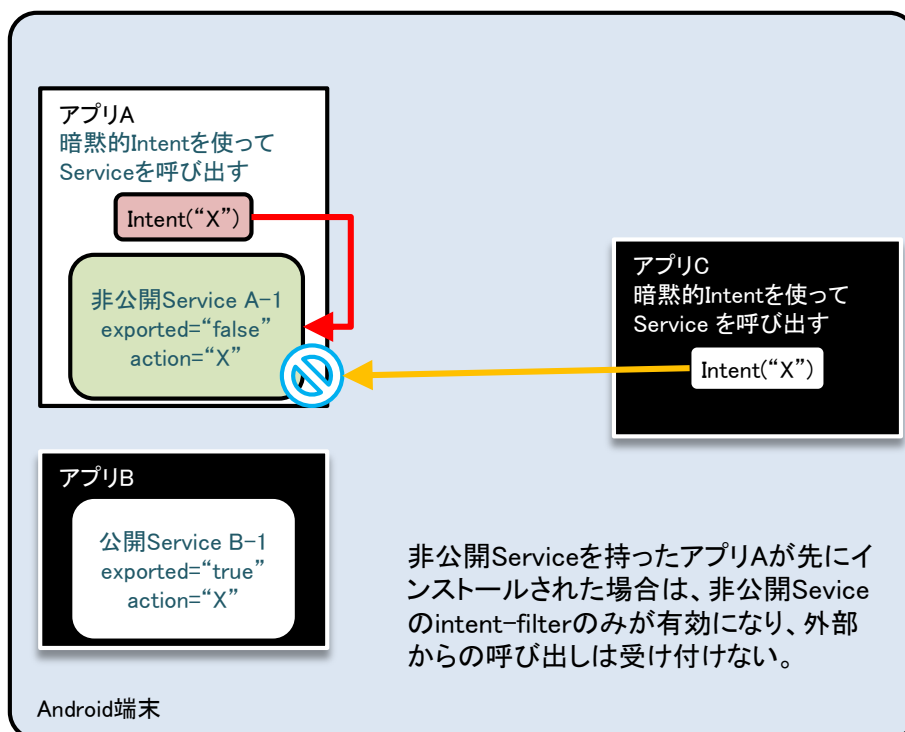 アプリA
暗黙的Intentを使って
Serviceを呼び出す
Intent(“X”)
非公開Service A-1
exported=“false”
action=“X”
アプリC
暗黙的Intentを使って
Service を呼び出す
Intent(“X”)
アプリB
公開Service B-1
exported=“true”
action=“X”
非公開Serviceを持ったアプリAが先にイ
ンストールされた場合は、非公開Sevice
のintent-filterのみが有効になり、外部
からの呼び出しは受け付けない。
Android端末